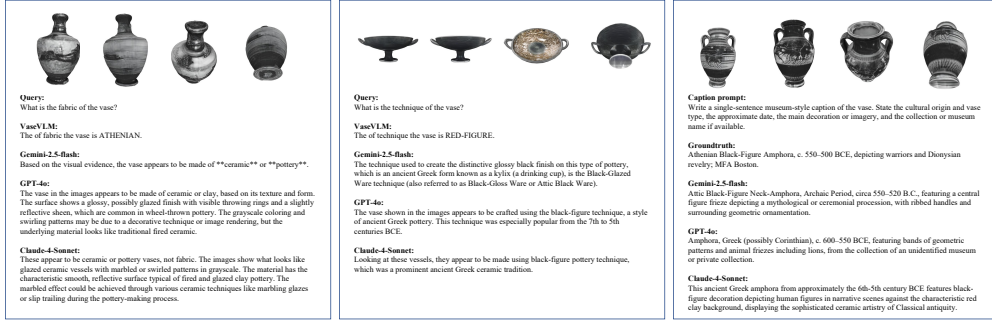 Query:
What is the fabric of the vase?
VaseVLM:
The of fabric the vase is ATHENIAN.
Gemini-2.5-flash:
Based on the visual evidence, the vase appears to be made of **ceramic** or **pottery**.
GPT-4o:
The vase in the images appears to be made of ceramic or clay, based on its texture and form.
The surface shows a glossy, possibly glazed finish with visible throwing rings and a slightly
reflective sheen, which are common in wheel-thrown pottery. The grayscale coloring and
swirling patterns may be due to a decorative technique or image rendering, but the
underlying material looks like traditional fired ceramic.
Claude-4-Sonnet:
These appear to be ceramic or pottery vases, not fabric. The images show what looks like
glazed ceramic vessels with marbled or swirled patterns in grayscale. The material has the
characteristic smooth, reflective surface typical of fired and glazed clay pottery. The
marbled effect could be achieved through various ceramic techniques like marbling glazes
or slip trailing during the pottery-making process.
Query:
What is the technique of the vase?
VaseVLM:
The of technique the vase is RED-FIGURE.
Gemini-2.5-flash:
The technique used to create the distinctive glossy black finish on this type of pottery,
which is an ancient Greek form known as a kylix (a drinking cup), is the Black-Glazed
Ware technique (also referred to as Black-Gloss Ware or Attic Black Ware).
GPT-4o:
The vase shown in the images appears to be crafted using the black-figure technique, a style
of ancient Greek pottery. This technique was especially popular from the 7th to 5th
centuries BCE.
Claude-4-Sonnet:
Looking at these vessels, they appear to be made using black-figure pottery technique,
which was a prominent ancient Greek ceramic tradition.
Caption prompt:
Write a single-sentence museum-style caption of the vase. State the cultural origin and vase
type, the approximate date, the main decoration or imagery, and the collection or museum
name if available.
Groundtruth:
Athenian Black-Figure Amphora, c. 550–500 BCE, depicting warriors and Dionysian
revelry; MFA Boston.
Gemini-2.5-flash:
Attic Black-Figure Neck-Amphora, Archaic Period, circa 550–520 B.C., featuring a central
figure frieze depicting a mythological or ceremonial procession, with ribbed handles and
surrounding geometric ornamentation.
GPT-4o:
Amphora, Greek (possibly Corinthian), c. 600–550 BCE, featuring bands of geometric
patterns and animal friezes including lions, from the collection of an unidentified museum
or private collection.
Claude-4-Sonnet:
This ancient Greek amphora from approximately the 6th-5th century BCE features black-
figure decoration depicting human figures in narrative scenes against the characteristic red
clay background, displaying the sophisticated ceramic artistry of Classical antiquity.